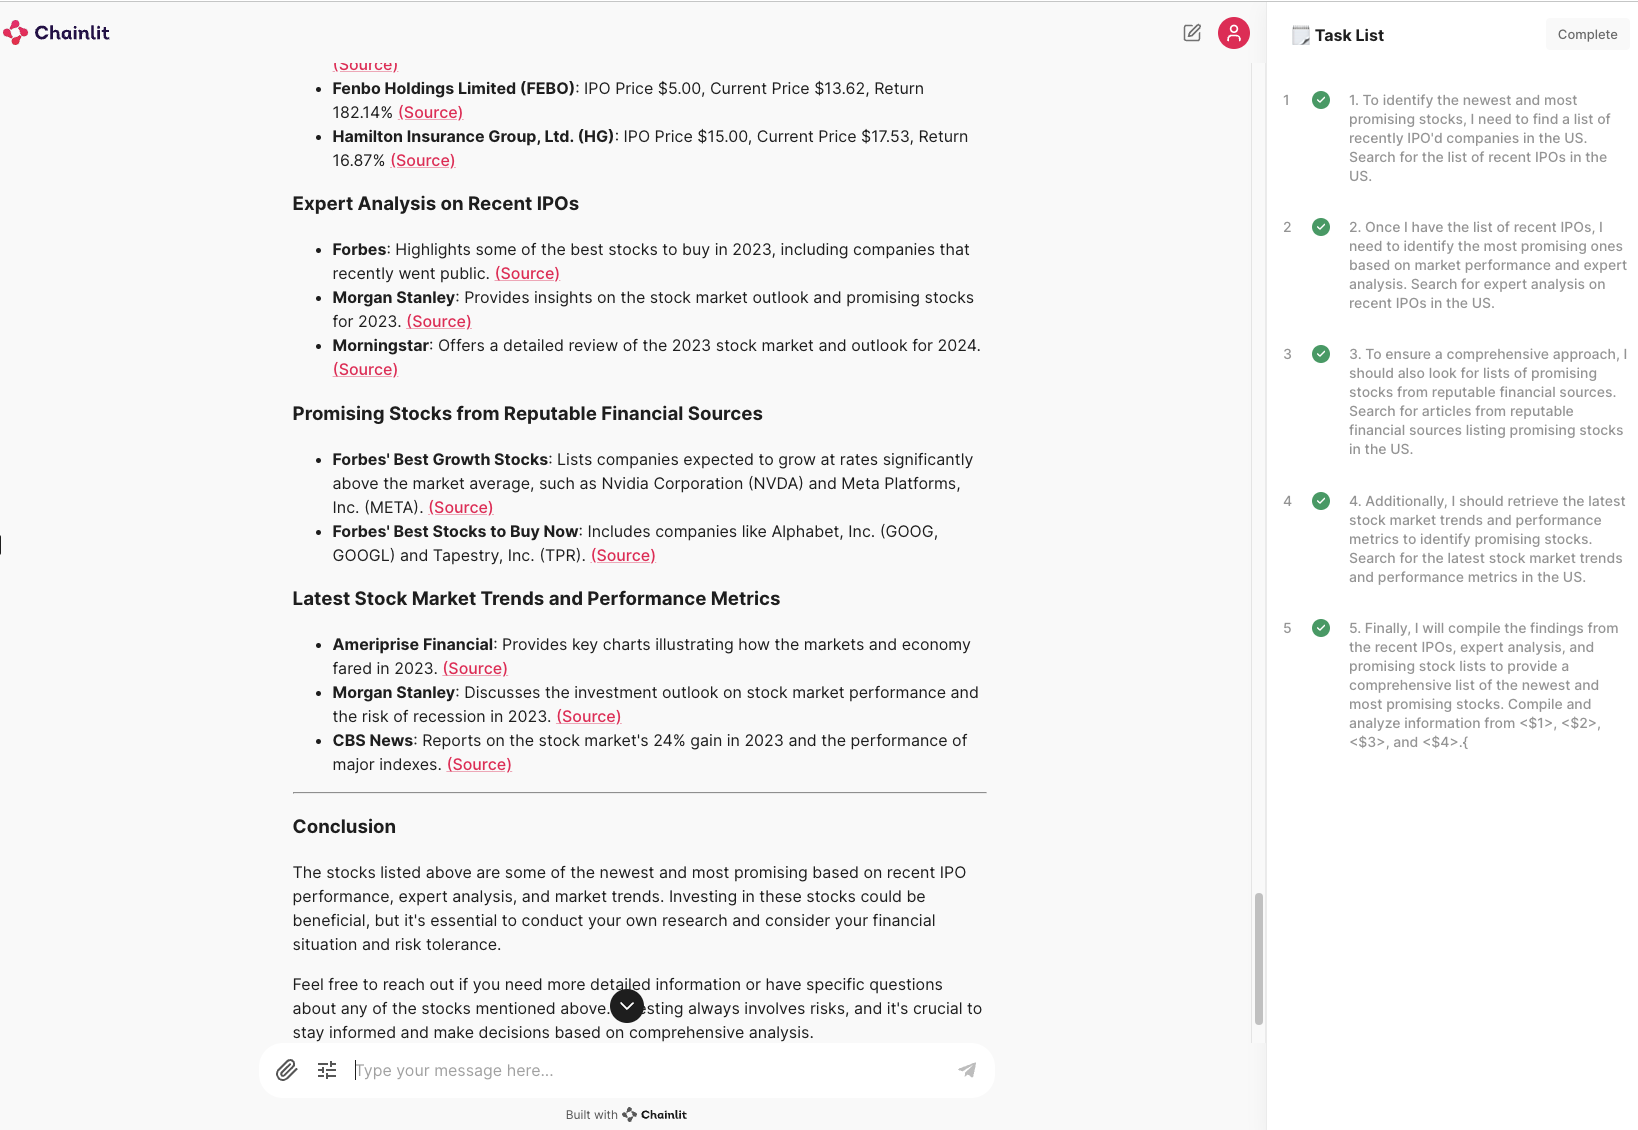 Chainlit
(Source)
Fenbo Holdings Limited (FEBO): IPO Price $5.00, Current Price $13.62, Return
182.14% (Source)
Hamilton Insurance Group, Ltd. (HG): IPO Price $15.00, Current Price $17.53, Return
16.87% (Source)
Expert Analysis on Recent IPOs
Forbes: Highlights some of the best stocks to buy in 2023, including companies that
recently went public. (Source)
Morgan Stanley: Provides insights on the stock market outlook and promising stocks
for 2023. (Source)
Morningstar: Offers a detailed review of the 2023 stock market and outlook for 2024.
(Source)
Promising Stocks from Reputable Financial Sources
Forbes' Best Growth Stocks: Lists companies expected to grow at rates significantly
above the market average, such as Nvidia Corporation (NVDA) and Meta Platforms,
Inc. (META). (Source)
Forbes' Best Stocks to Buy Now: Includes companies like Alphabet, Inc. (GOOG,
GOOGL) and Tapestry, Inc. (TPR). (Source)
Latest Stock Market Trends and Performance Metrics
Ameriprise Financial: Provides key charts illustrating how the markets and economy
fared in 2023. (Source)
Morgan Stanley: Discusses the investment outlook on stock market performance and
the risk of recession in 2023. (Source)
CBS News: Reports on the stock market's 24% gain in 2023 and the performance of
major indexes. (Source)
Conclusion
The stocks listed above are some of the newest and most promising based on recent IPO
performance, expert analysis, and market trends. Investing in these stocks could be
beneficial, but it's essential to conduct your own research and consider your financial
situation and risk tolerance.
Feel free to reach out if you need more detailed information or have specific questions
about any of the stocks mentioned above. sting always involves risks, and it's crucial to
stay informed and make decisions based on comprehensive analysis.
Type your message here...
Built with Chainlit
Task List
Complete
1 1. To identify the newest and most
promising stocks, I need to find a list of
recently IPO'd companies in the US.
Search for the list of recent IPOs in the
US.
2 2. Once I have the list of recent IPOs, I
need to identify the most promising ones
based on market performance and expert
analysis. Search for expert analysis on
recent IPOs in the US.
3 3. To ensure a comprehensive approach, I
should also look for lists of promising
stocks from reputable financial sources.
Search for articles from reputable
financial sources listing promising stocks
in the US.
4 4. Additionally, I should retrieve the latest
stock market trends and performance
metrics to identify promising stocks.
Search for the latest stock market trends
and performance metrics in the US.
5 5. Finally, I will compile the findings from
the recent IPOs, expert analysis, and
promising stock lists to provide a
comprehensive list of the newest and
most promising stocks. Compile and
analyze information from <$1>, <$2>,
<$3>, and <$4>.{